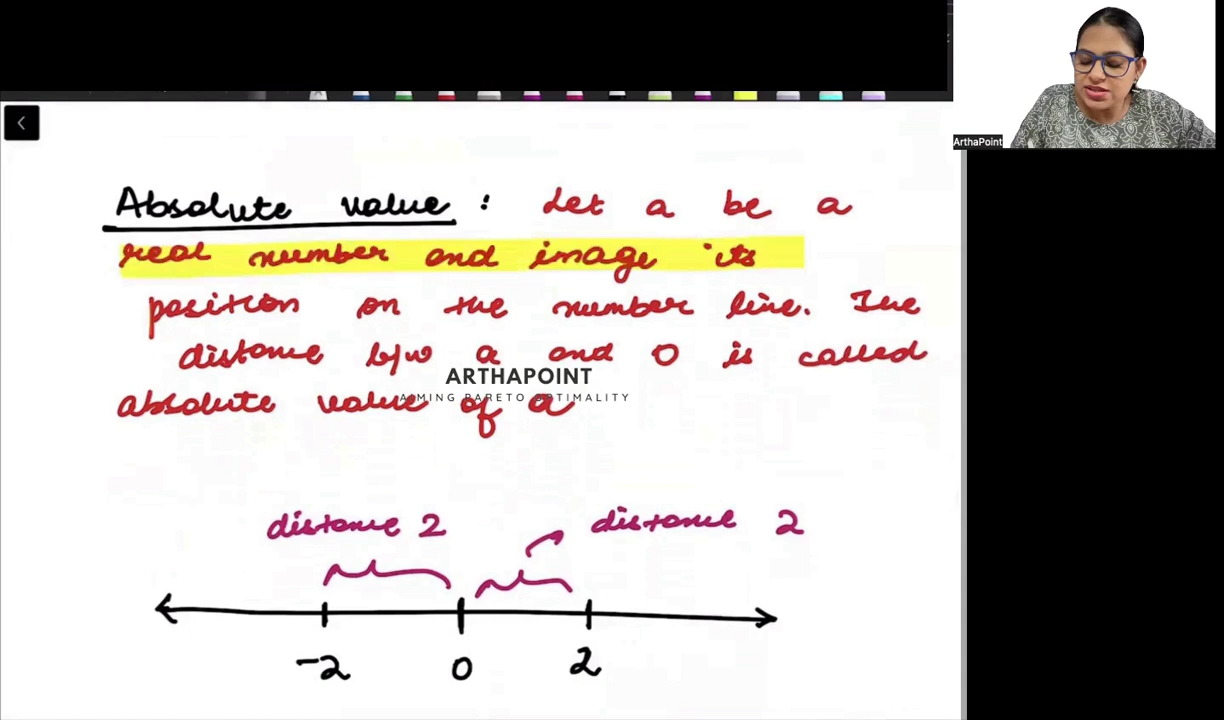 ArthaPoint
Absolute value : Let a be a
real number and image its
position on the number line. The
distance b/w a and 0 is called
ARTHAPOINT
AIMING PARETO OPTIMALITY
absolute value of a
distance 2 distance 2
-2 0 2